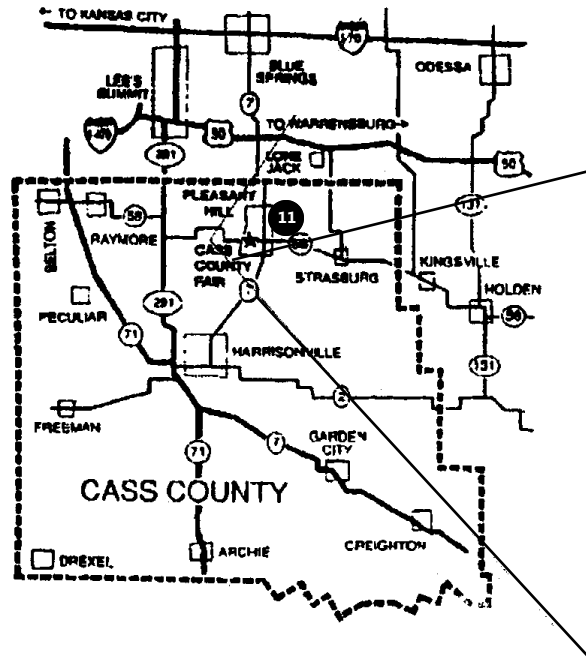 ← TO KANSAS CITY
I-70
BLUE
SPRINGS
ODESSA
LEE'S
SUMMIT
7
I-470
50
TO WARRENSBURG→
291
LONE
JACK
50
PLEASANT
HILL
131
BELTON
58
RAYMORE
11
CASS
COUNTY
FAIR
58
STRASBURG
KINGSVILLE
HOLDEN
PECULIAR
291
7
58
71
HARRISONVILLE
131
2
FREEMAN
71
7
GARDEN
CITY
CASS COUNTY
CREIGHTON
ARCHIE
DREXEL